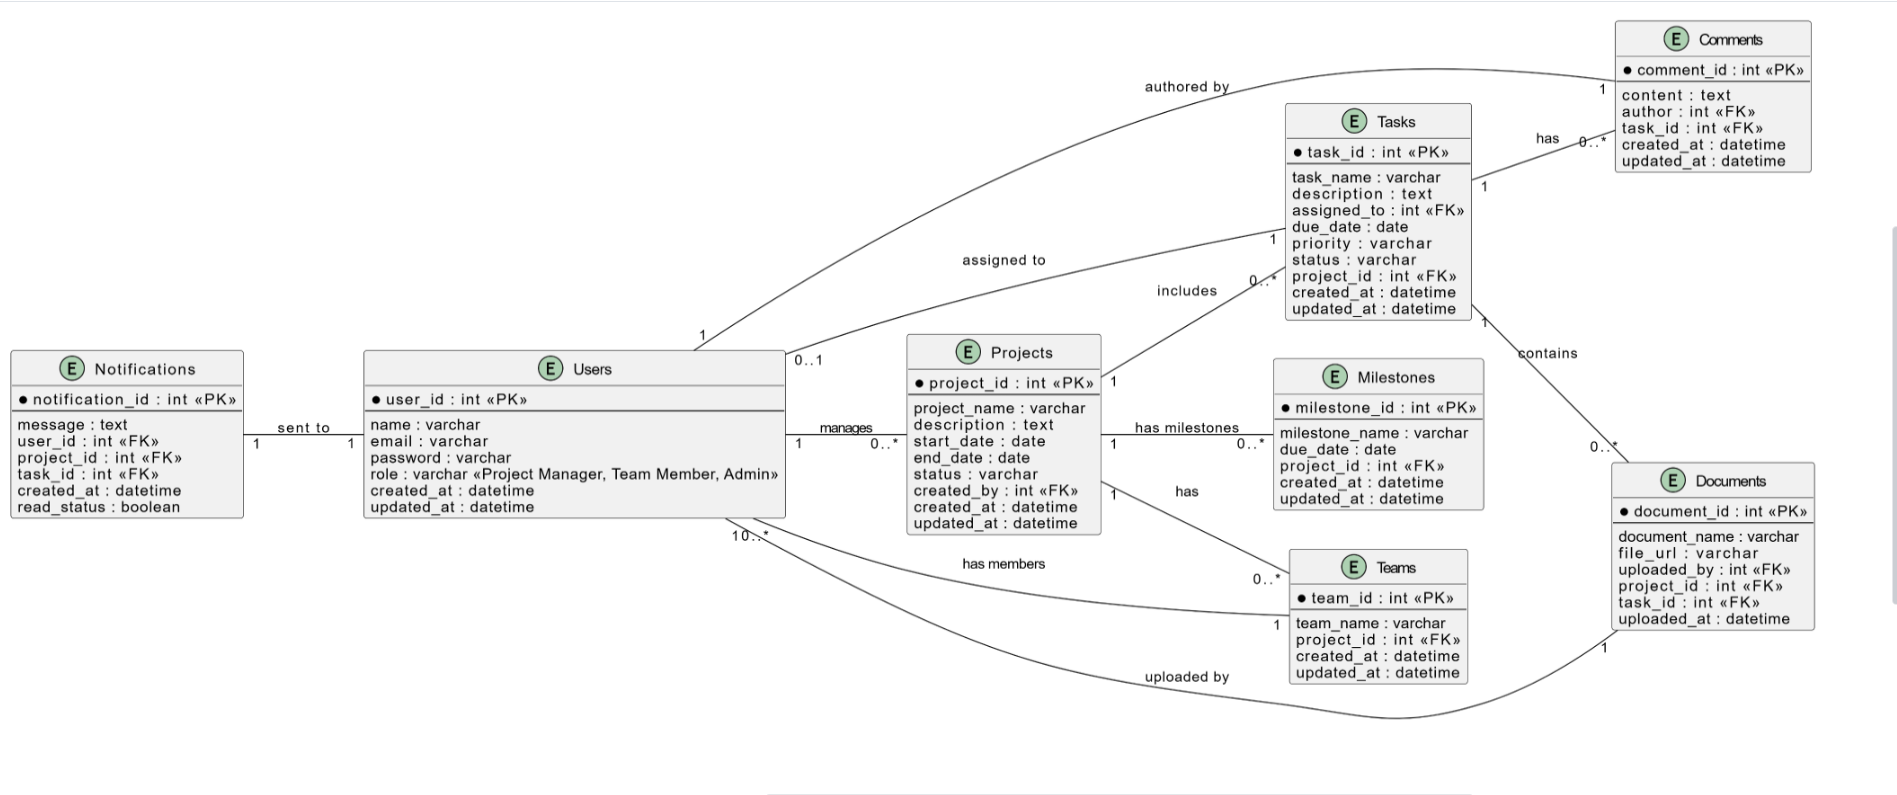 E Comments
● comment_id : int «PK»
content : text
author : int «FK»
task_id : int «FK»
created_at : datetime
updated_at : datetime
authored by
1
1
E Tasks
● task_id : int «PK»
task_name : varchar
description : text
assigned_to : int «FK»
due_date : date
priority : varchar
status : varchar
project_id : int «FK»
created_at : datetime
updated_at : datetime
has
0..*
1
assigned to
1
0..1
includes
0..*
1
contains
1
0..*
E Notifications
● notification_id : int «PK»
message : text
user_id : int «FK»
project_id : int «FK»
task_id : int «FK»
created_at : datetime
read_status : boolean
sent to
1
1
E Users
● user_id : int «PK»
name : varchar
email : varchar
password : varchar
role : varchar «Project Manager, Team Member, Admin»
created_at : datetime
updated_at : datetime
manages
1
0..*
E Projects
● project_id : int «PK»
project_name : varchar
description : text
start_date : date
end_date : date
status : varchar
created_by : int «FK»
created_at : datetime
updated_at : datetime
has milestones
1
0..*
E Milestones
● milestone_id : int «PK»
milestone_name : varchar
due_date : date
project_id : int «FK»
created_at : datetime
updated_at : datetime
has
1
0..*
E Documents
● document_id : int «PK»
document_name : varchar
file_url : varchar
uploaded_by : int «FK»
project_id : int «FK»
task_id : int «FK»
uploaded_at : datetime
10..*
has members
1
E Teams
● team_id : int «PK»
team_name : varchar
project_id : int «FK»
created_at : datetime
updated_at : datetime
uploaded by
1